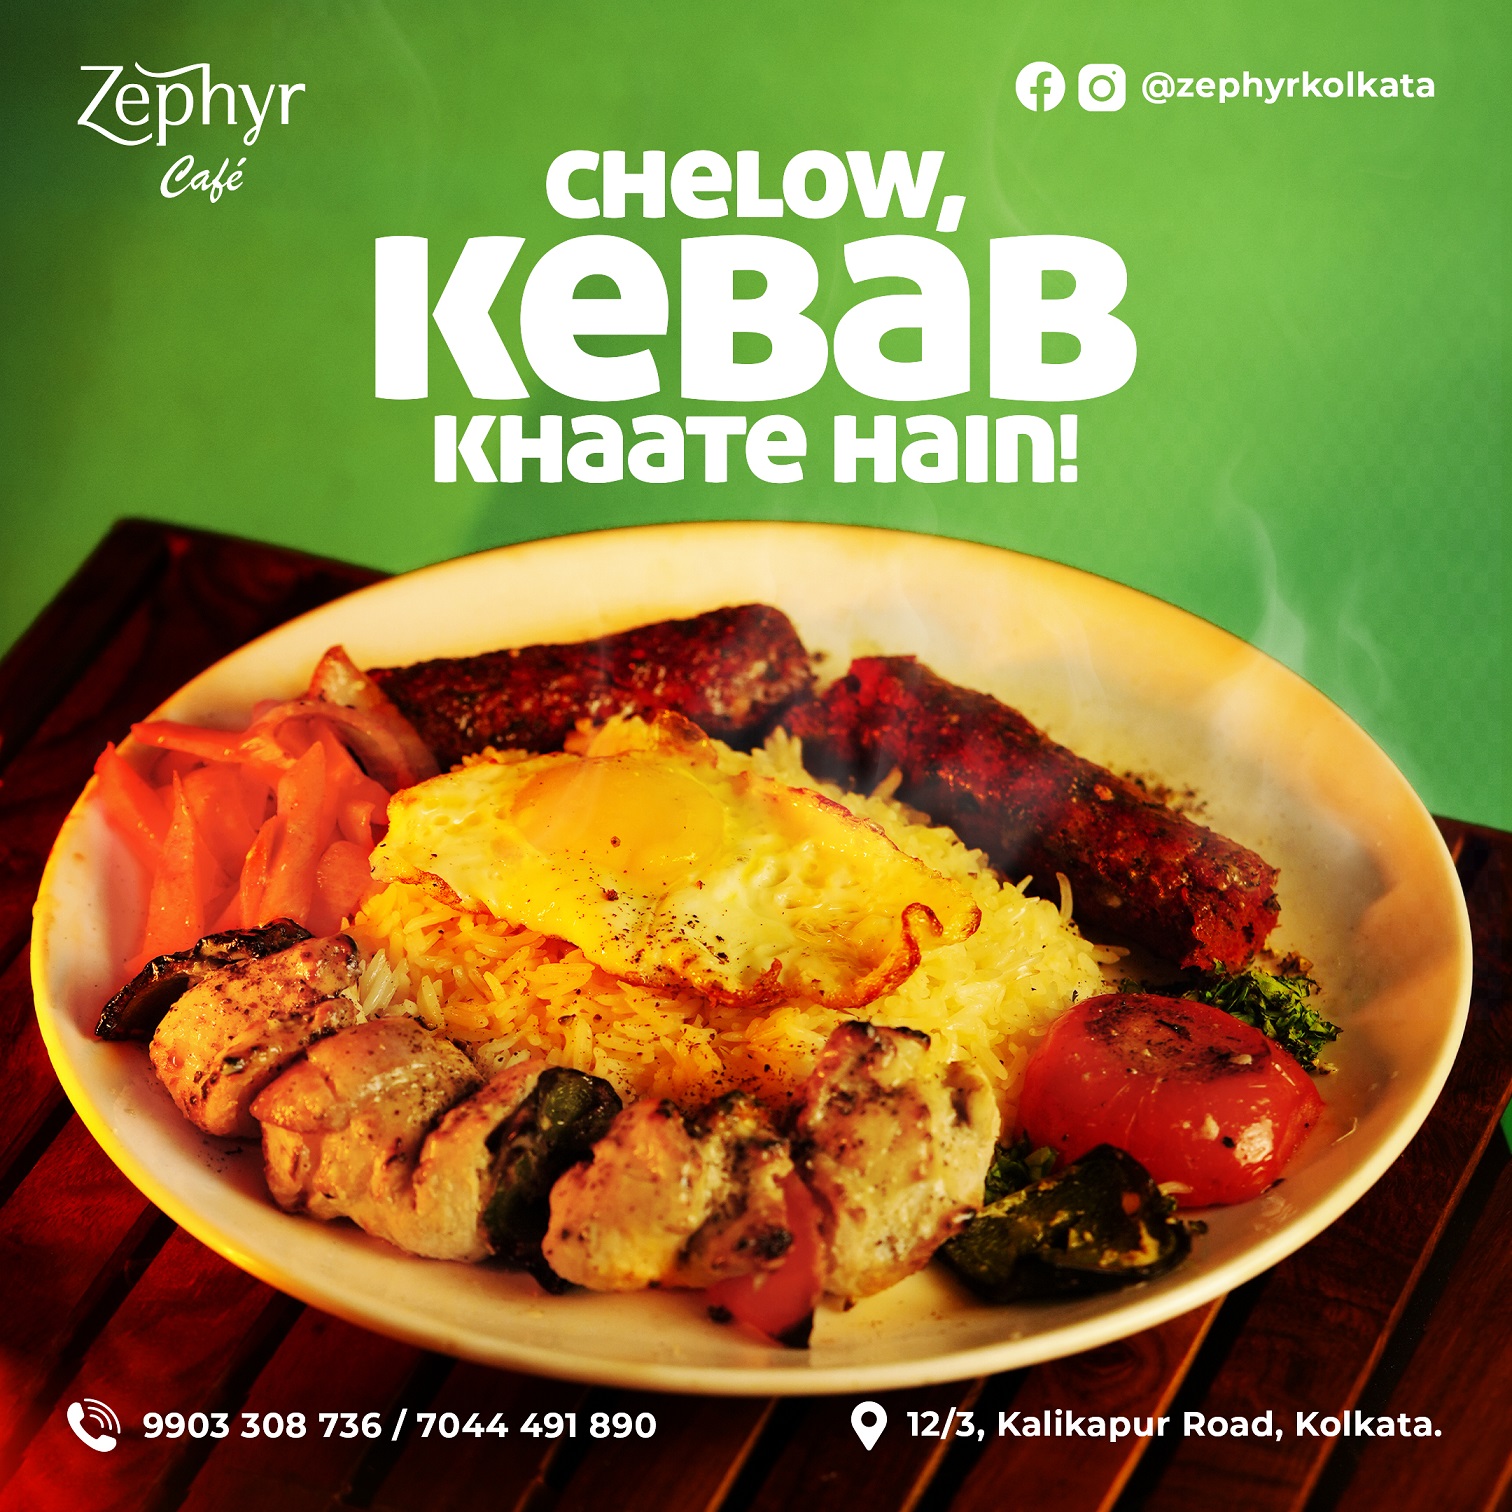 Zephyr
Café
@zephyrkolkata
CHeLOW,
KeBaB
KHaaTe Hain!
9903 308 736 / 7044 491 890
12/3, Kalikapur Road, Kolkata.